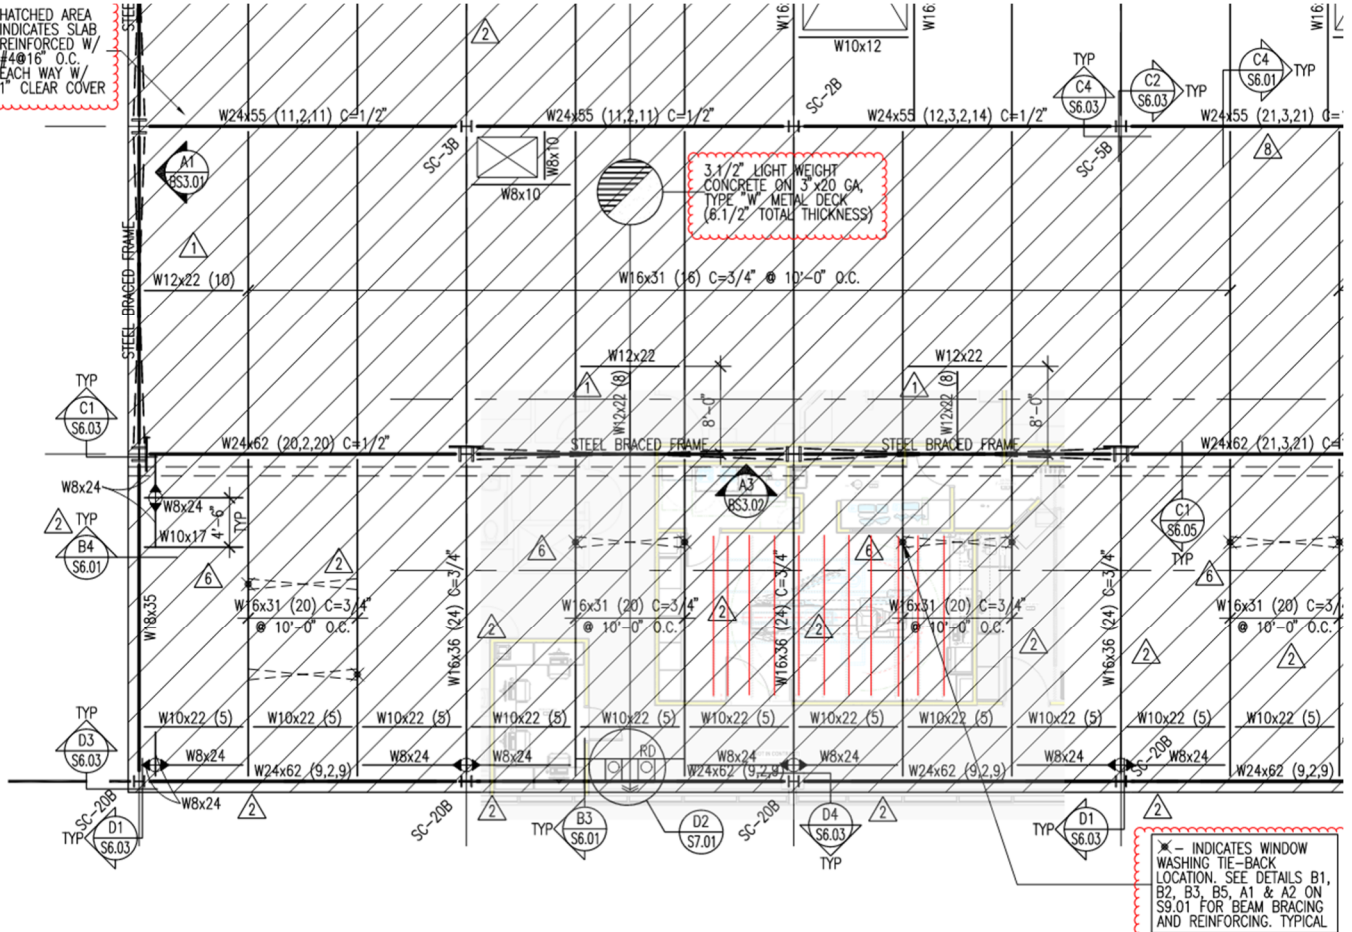 HATCHED AREA
INDICATES SLAB
REINFORCED W/
#4@16" O.C.
EACH WAY W/
1" CLEAR COVER
2
W16
W10x12
W16
SC-2B
TYP
C4
S6.03
C2
S6.03
TYP
C4
S6.01
TYP
W24x55 (11,2,11) C=1/2"
W24x55 (11,2,11) C=1/2"
W24x55 (12,3,2,14) C=1/2"
W24x55 (21,3,21) C=
8
A1
BS3.01
SC-3B
W8x10
W8x10
SC-5B
3.1/2" LIGHT WEIGHT
CONCRETE ON 3"x20 GA,
TYPE "W" METAL DECK
(6.1/2" TOTAL THICKNESS)
1
STEEL BRACED FRAME
W12x22 (10)
W16x31 (16) C=3/4" @ 10'-0" O.C.
W12x22
W12x22
1
1
W12x22 (8)
8'-0"
W12x22 (8)
8'-0"
TYP
C1
S6.03
W24x62 (20,2,20) C=1/2"
STEEL BRACED FRAME
STEEL BRACED FRAME
W24x62 (21,3,21) C=
W8x24
W8x24
W10x17
4'-6"
TYP
A3
BS3.02
C1
S6.05
TYP
2
TYP
B4
S6.01
6
2
6
6
6
W18x35
W16x31 (20) C=3/4"
@ 10'-0" O.C.
W16x36 (24) C=3/4"
2
W16x31 (20) C=3/4"
@ 10'-0" O.C.
2
W16x36 (24) C=3/4"
2
W16x31 (20) C=3/4"
@ 10'-0" O.C.
2
W16x36 (24) C=3/4"
2
W16x31 (20) C=3/
@ 10'-0" O.C.
2
W10x22 (5)
W10x22 (5)
W10x22 (5)
W10x22 (5)
W10x22 (5)
W10x22 (5)
W10x22 (5)
W10x22 (5)
W10x22 (5)
W10x22 (5)
W10x22 (5)
TYP
D3
S6.03
W8x24
W8x24
W8x24
RD
W8x24
W8x24
W8x24
W8x24
W24x62 (9,2,9)
W24x62 (9,2,9)
W24x62 (9,2,9)
W24x62 (9,2,9)
SC-20B
W8x24
2
SC-20B
2
SC-20B
2
SC-20B
2
TYP
D1
S6.03
TYP
B3
S6.01
D2
S7.01
D4
S6.03
TYP
TYP
D1
S6.03
- INDICATES WINDOW
WASHING TIE-BACK
LOCATION. SEE DETAILS B1,
B2, B3, B5, A1 & A2 ON
S9.01 FOR BEAM BRACING
AND REINFORCING. TYPICAL